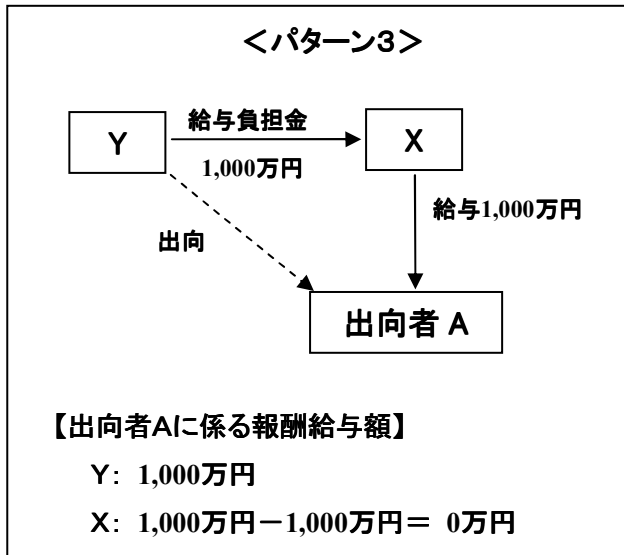 ＜パターン3＞
Y
給与負担金
1,000万円
X
給与1,000万円
出向
出向者 A
【出向者Aに係る報酬給与額】
Y： 1,000万円
X： 1,000万円－1,000万円＝ 0万円